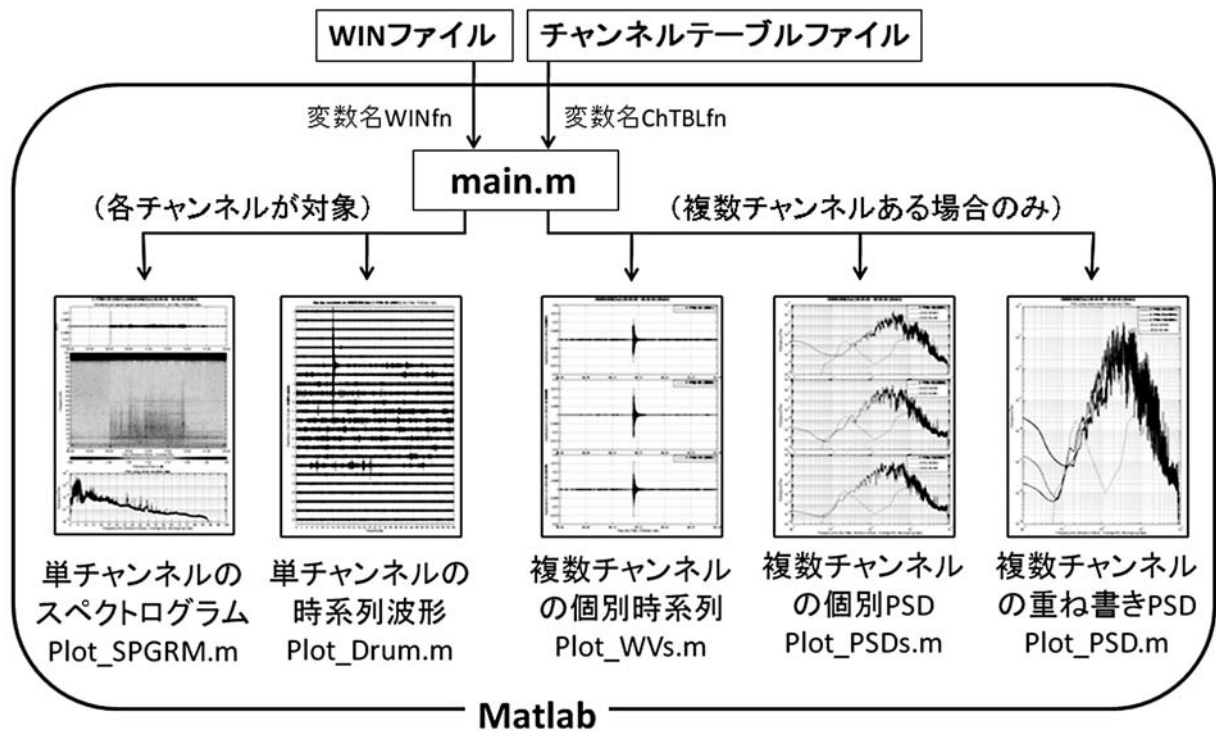 WINファイル
チャンネルテーブルファイル
変数名WINfn
変数名ChTBLfn
main.m
(各チャンネルが対象)
(複数チャンネルある場合のみ)
単チャンネルの
スペクトログラム
Plot_SPGRM.m
単チャンネルの
時系列波形
Plot_Drum.m
複数チャンネル
の個別時系列
Plot_WVs.m
複数チャンネル
の個別PSD
Plot_PSDs.m
複数チャンネル
の重ね書きPSD
Plot_PSD.m
Matlab